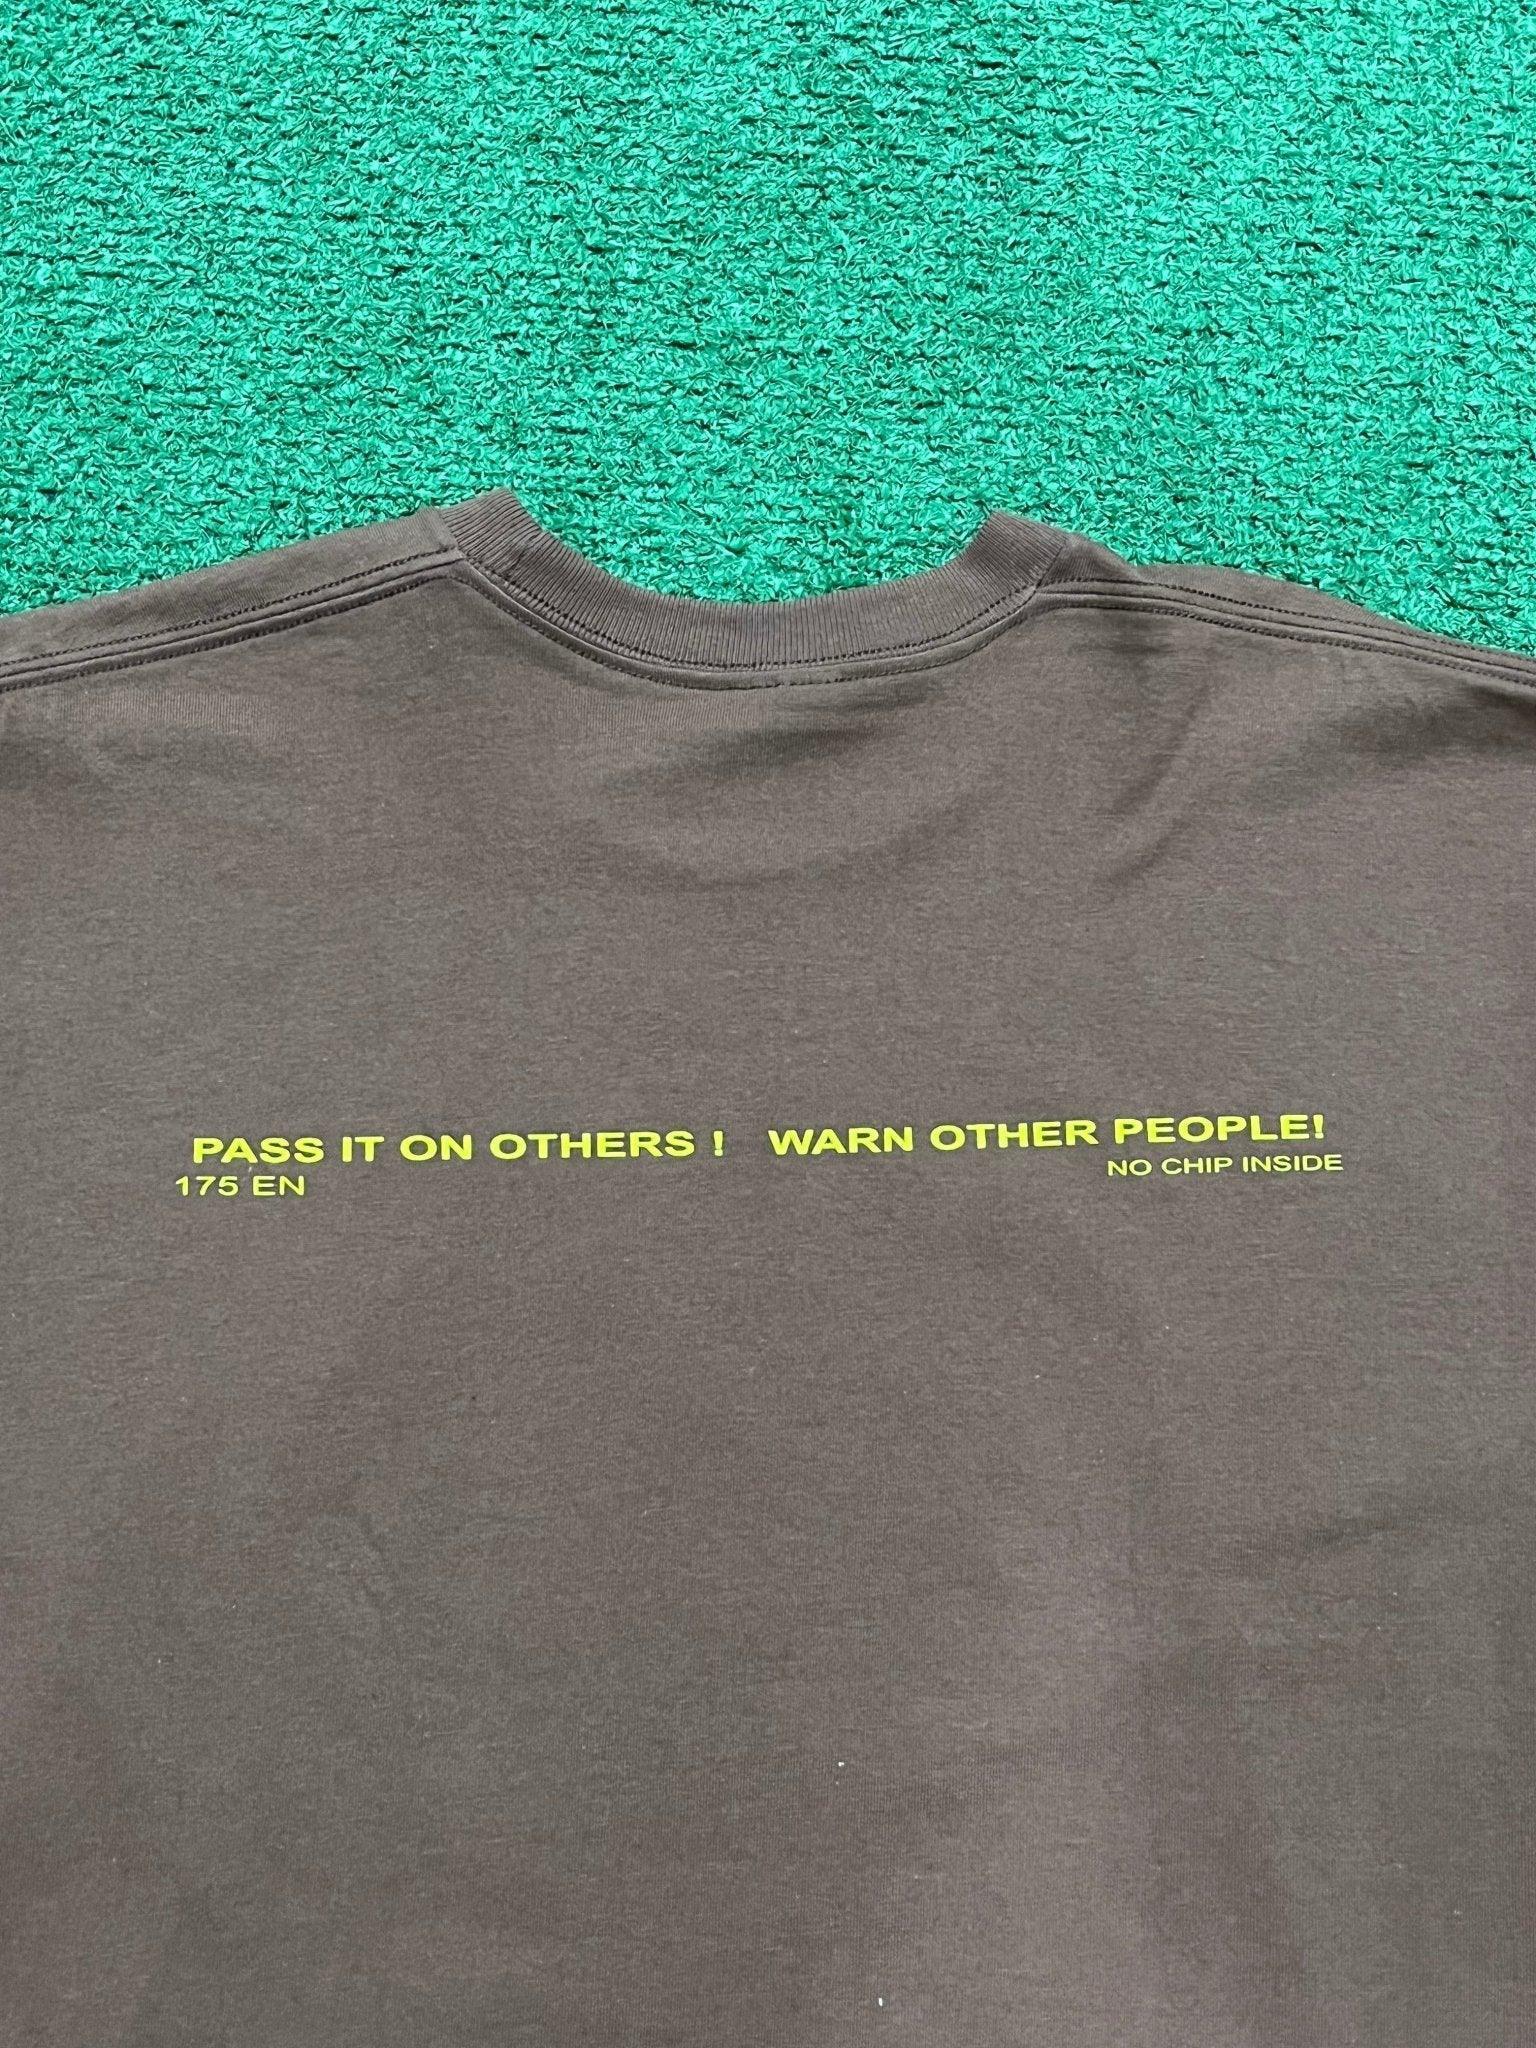 PASS IT ON OTHERS ! WARN OTHER PEOPLE!
175 EN NO CHIP INSIDE